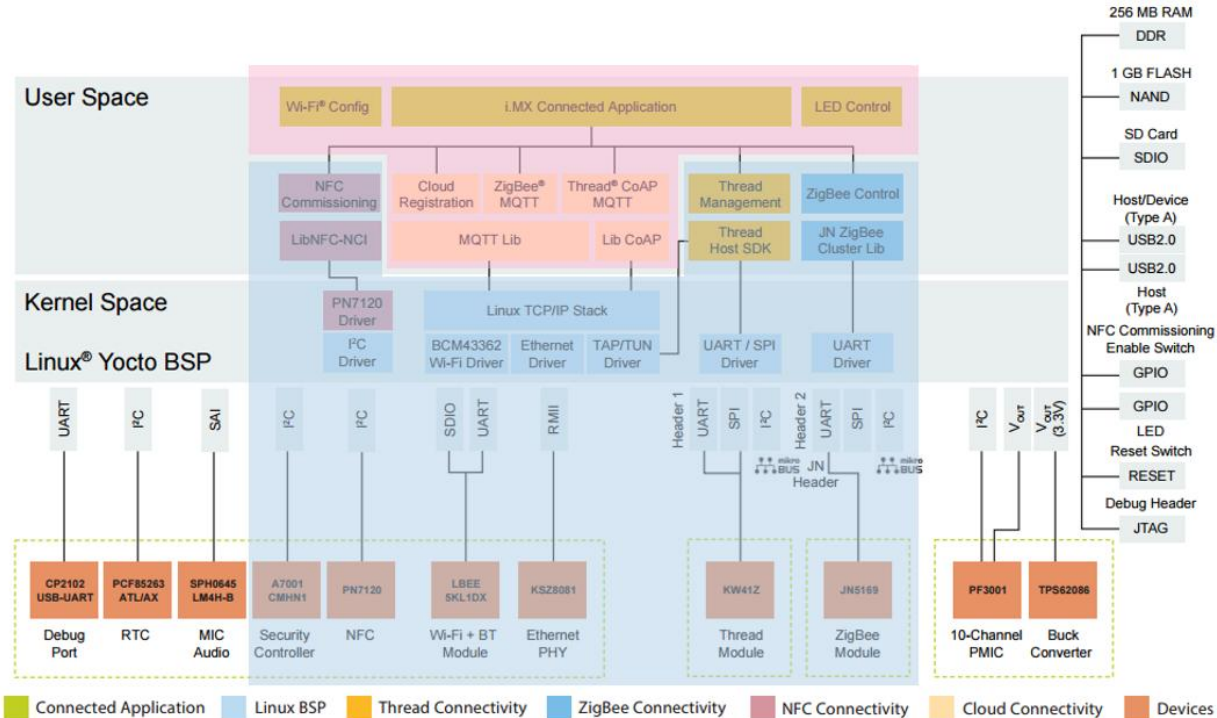 256 MB RAM
DDR
1 GB FLASH
NAND
SD Card
SDIO
Host/Device
(Type A)
USB2.0
USB2.0
Host
(Type A)
NFC Commissioning
Enable Switch
GPIO
GPIO
LED
Reset Switch
RESET
Debug Header
JTAG
User Space
Wi-Fi® Config
i.MX Connected Application
LED Control
NFC
Commissioning
Cloud
Registration
ZigBee®
MQTT
Thread® CoAP
MQTT
Thread
Management
ZigBee Control
LibNFC-NCI
MQTT Lib
Lib CoAP
Thread
Host SDK
JN ZigBee
Cluster Lib
Kernel Space
Linux® Yocto BSP
PN7120
Driver
Linux TCP/IP Stack
I²C
Driver
BCM43362
Wi-Fi Driver
Ethernet
Driver
TAP/TUN
Driver
UART / SPI
Driver
UART
Driver
UART
I²C
SAI
I²C
I²C
SDIO
UART
RMII
Header 1
UART
SPI
I²C
Header 2
UART
SPI
I²C
I²C
VOUT
VOUT
(3.3V)
mikro
BUS
JN
Header
mikro
BUS
CP2102
USB-UART
PCF85263
ATL/AX
SPH0645
LM4H-B
A7001
CMHN1
PN7120
LBEE
5KL1DX
KSZ8081
KW41Z
JN5169
PF3001
TPS62086
Debug
Port
RTC
MIC
Audio
Security
Controller
NFC
Wi-Fi + BT
Module
Ethernet
PHY
Thread
Module
ZigBee
Module
10-Channel
PMIC
Buck
Converter
Connected Application
Linux BSP
Thread Connectivity
ZigBee Connectivity
NFC Connectivity
Cloud Connectivity
Devices